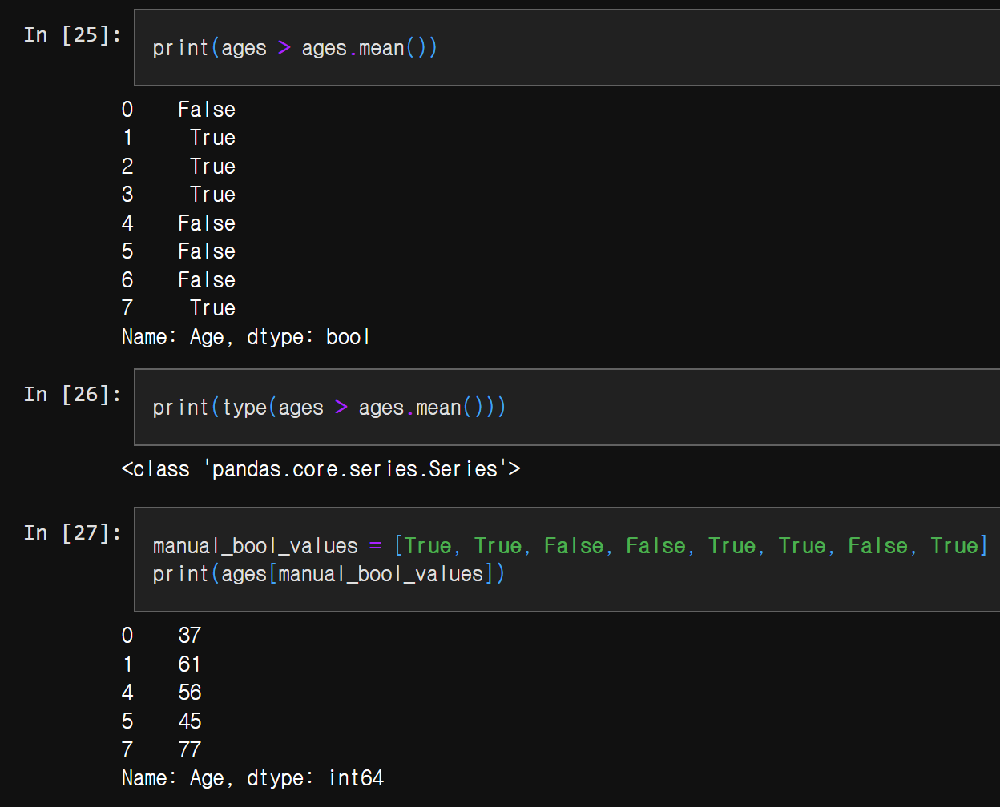 In [25]:
print(ages > ages.mean())
0    False
1     True
2     True
3     True
4    False
5    False
6    False
7     True
Name: Age, dtype: bool
In [26]:
print(type(ages > ages.mean()))
<class 'pandas.core.series.Series'>
In [27]:
manual_bool_values = [True, True, False, False, True, True, False, True]
print(ages[manual_bool_values])
0    37
1    61
4    56
5    45
7    77
Name: Age, dtype: int64